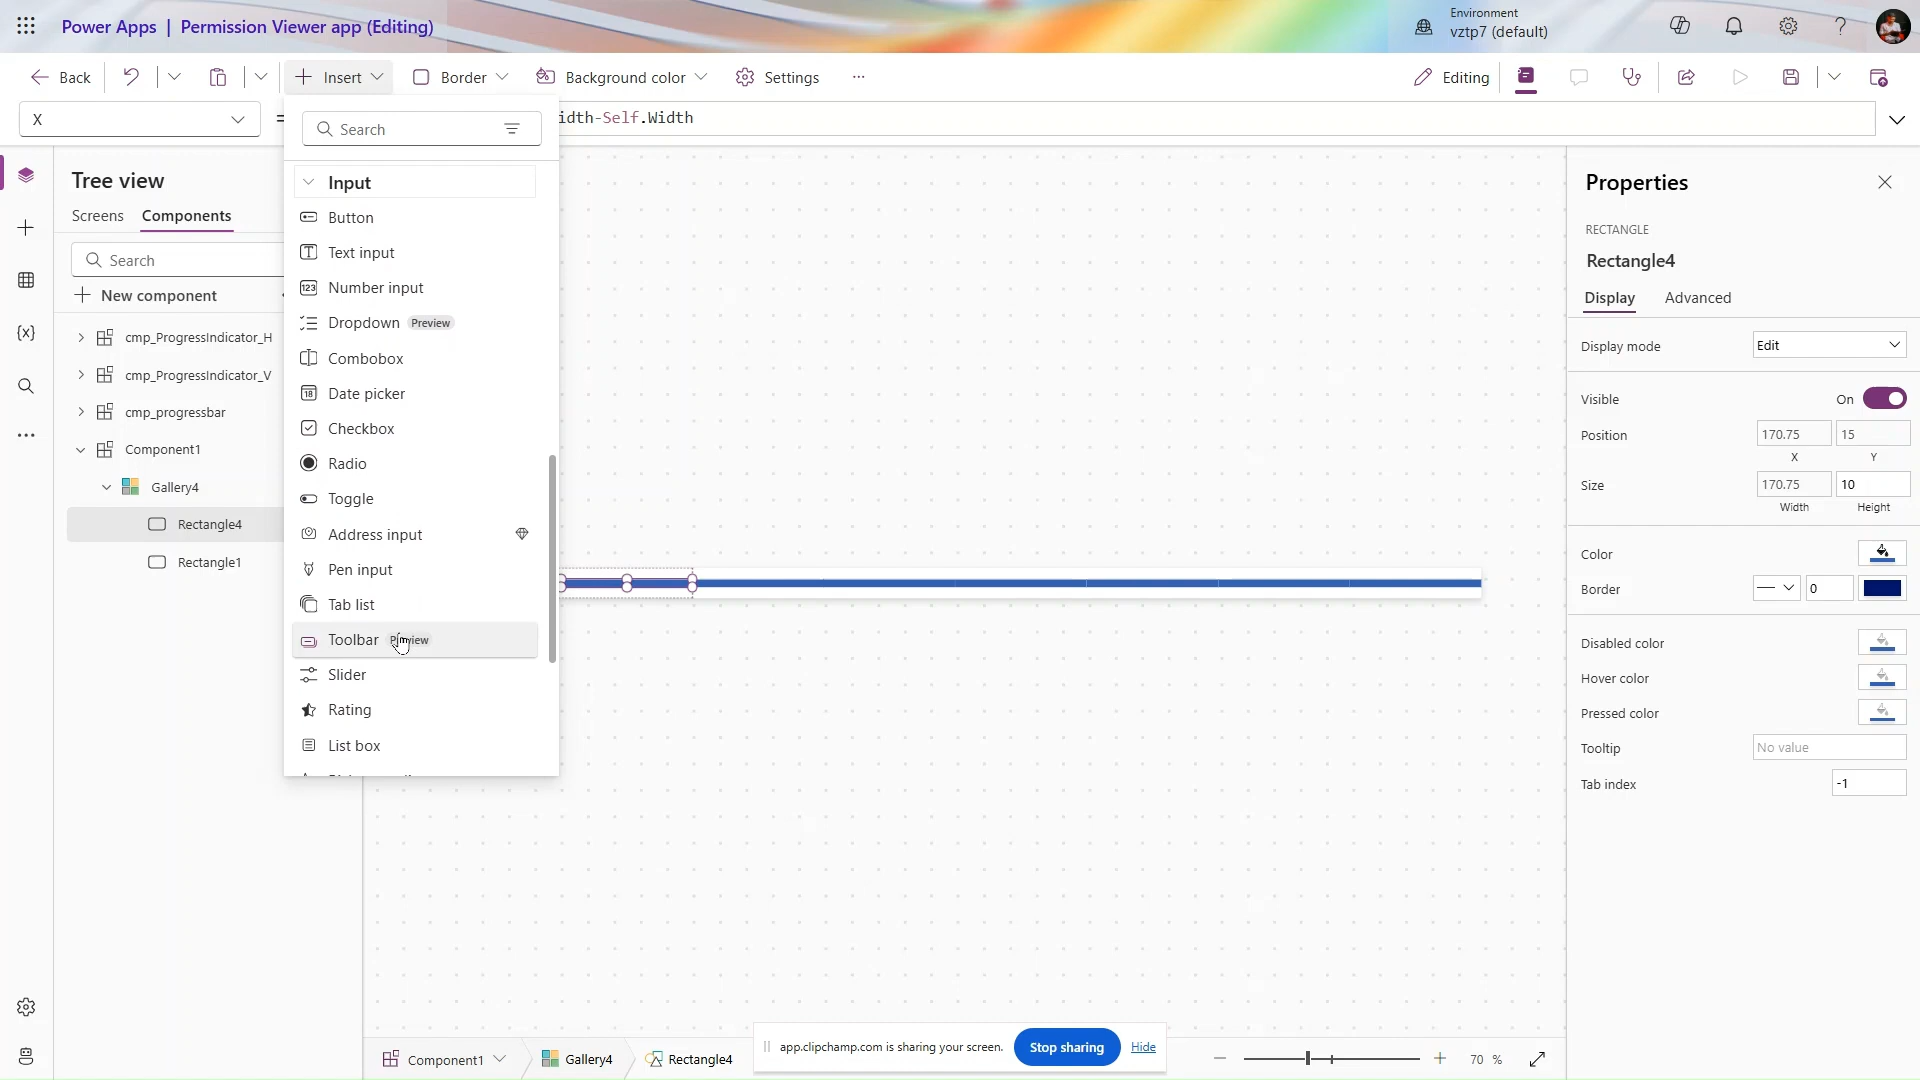 Power Apps | Permission Viewer app (Editing)
Environment
vztp7 (default)
Back
Insert
Border
Background color
Settings
Editing
X
=
idth-Self.Width
Search
Tree view
Screens
Components
Search
New component
cmp_ProgressIndicator_H
cmp_ProgressIndicator_V
cmp_progressbar
Component1
Gallery4
Rectangle4
Rectangle1
Input
Button
Text input
Number input
Dropdown Preview
Combobox
Date picker
Checkbox
Radio
Toggle
Address input
Pen input
Tab list
Toolbar
Slider
Rating
List box
Properties
RECTANGLE
Rectangle4
Display
Advanced
Display mode
Edit
Visible
On
Position
170.75
15
X
Y
Size
170.75
10
Width
Height
Color
Border
0
Disabled color
Hover color
Pressed color
Tooltip
No value
Tab index
-1
Component1
Gallery4
Rectangle4
app.clipchamp.com is sharing your screen.
Stop sharing
Hide
70 %